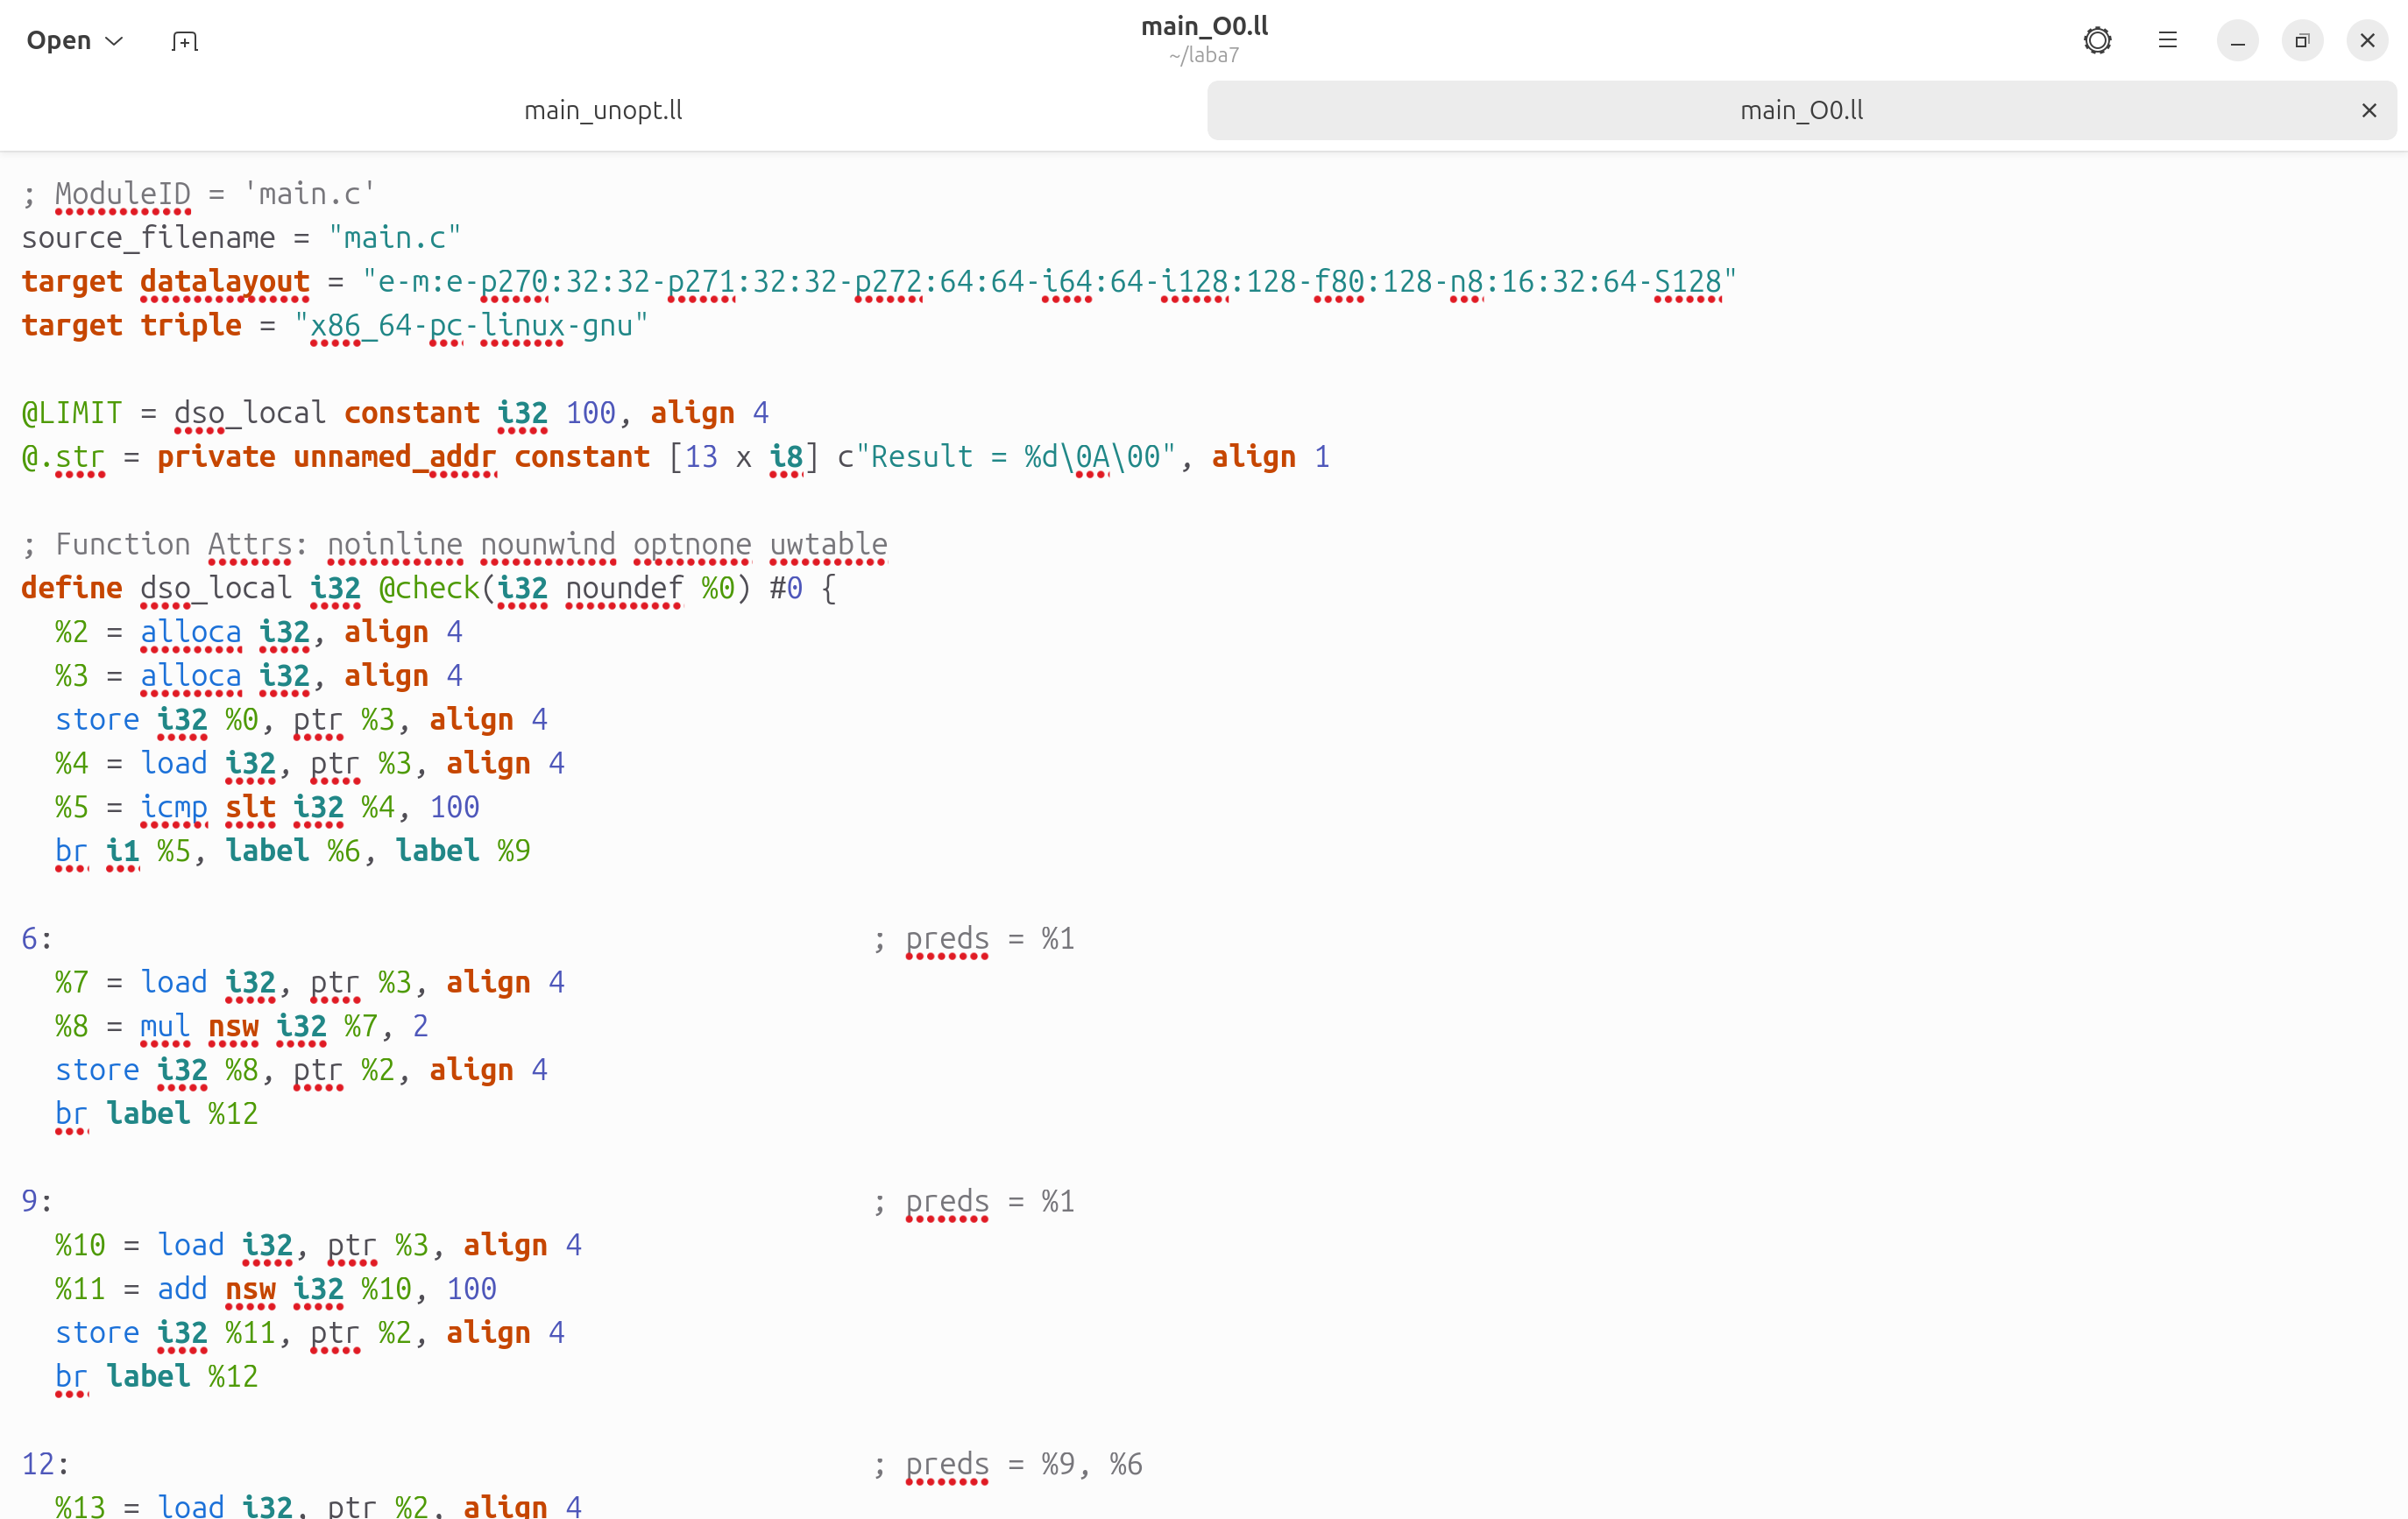 Open
main_O0.ll
~/laba7
main_unopt.ll
main_O0.ll
; ModuleID = 'main.c'
source_filename = "main.c"
target datalayout = "e-m:e-p270:32:32-p271:32:32-p272:64:64-i64:64-i128:128-f80:128-n8:16:32:64-S128"
target triple = "x86_64-pc-linux-gnu"

@LIMIT = dso_local constant i32 100, align 4
@.str = private unnamed_addr constant [13 x i8] c"Result = %d\0A\00", align 1

; Function Attrs: noinline nounwind optnone uwtable
define dso_local i32 @check(i32 noundef %0) #0 {
  %2 = alloca i32, align 4
  %3 = alloca i32, align 4
  store i32 %0, ptr %3, align 4
  %4 = load i32, ptr %3, align 4
  %5 = icmp slt i32 %4, 100
  br i1 %5, label %6, label %9

6:                                                ; preds = %1
  %7 = load i32, ptr %3, align 4
  %8 = mul nsw i32 %7, 2
  store i32 %8, ptr %2, align 4
  br label %12

9:                                                ; preds = %1
  %10 = load i32, ptr %3, align 4
  %11 = add nsw i32 %10, 100
  store i32 %11, ptr %2, align 4
  br label %12

12:                                               ; preds = %9, %6
  %13 = load i32, ptr %2, align 4